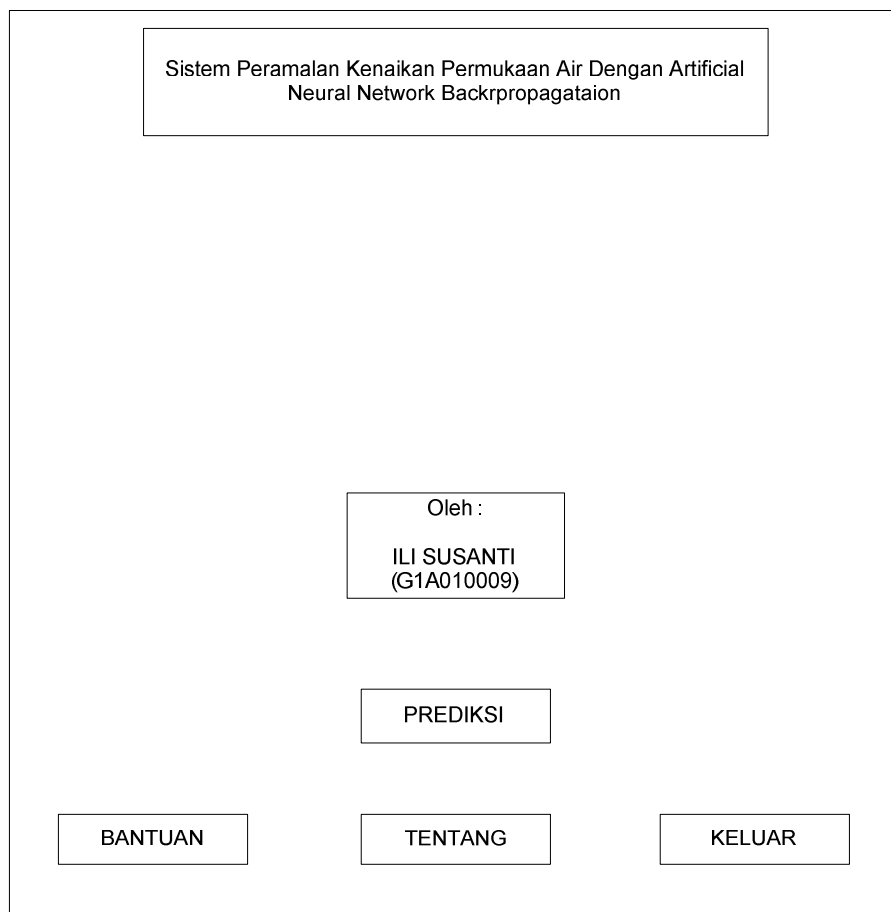 Sistem Peramalan Kenaikan Permukaan Air Dengan Artificial
Neural Network Backrpropagataion
Oleh :
ILI SUSANTI
(G1A010009)
PREDIKSI
BANTUAN
TENTANG
KELUAR